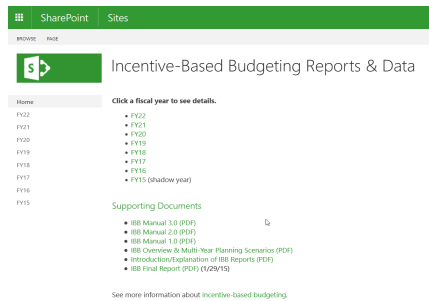 SharePoint Sites
BROWSE PAGE
S
Incentive-Based Budgeting Reports & Data
Home
FY22
FY21
FY20
FY19
FY18
FY17
FY16
FY15
Click a fiscal year to see details.
• FY22
• FY21
• FY20
• FY19
• FY18
• FY17
• FY16
• FY15 (shadow year)
Supporting Documents
• IBB Manual 3.0 (PDF)
• IBB Manual 2.0 (PDF)
• IBB Manual 1.0 (PDF)
• IBB Overview & Multi-Year Planning Scenarios (PDF)
• Introduction/Explanation of IBB Reports (PDF)
• IBB Final Report (PDF) (1/29/15)
See more information about incentive-based budgeting.